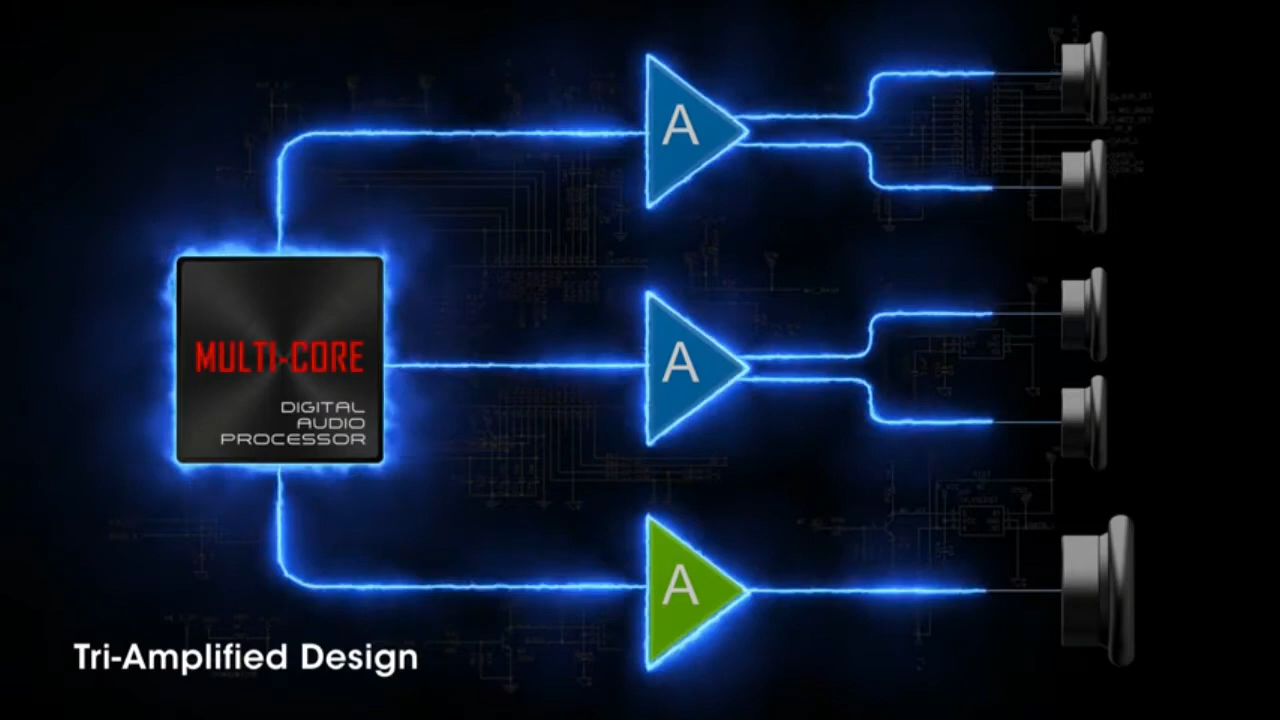 A
A
MULTI-CORE
DIGITAL
AUDIO
PROCESSOR
A
Tri-Amplified Design